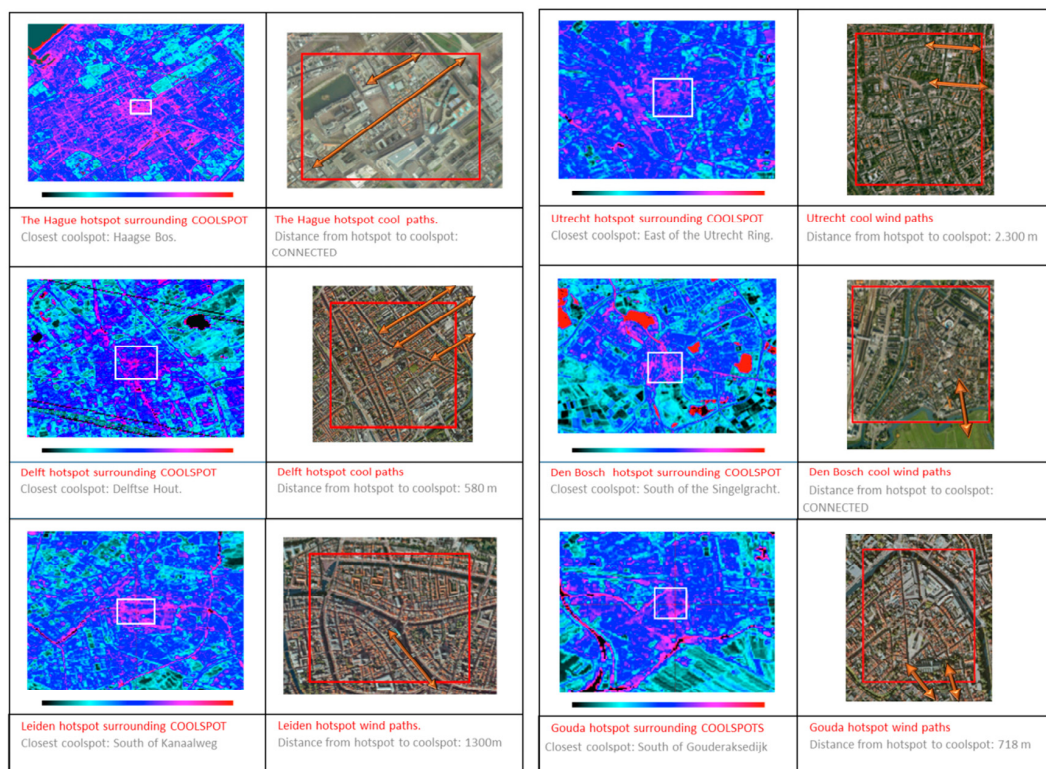 The Hague hotspot surrounding COOLSPOT
Closest coolspot: Haagse Bos.
The Hague hotspot cool paths.
Distance from hotspot to coolspot:
CONNECTED
Delft hotspot surrounding COOLSPOT
Closest coolspot: Delftse Hout.
Delft hotspot cool paths
Distance from hotspot to coolspot: 580 m
Leiden hotspot surrounding COOLSPOT
Closest coolspot: South of Kanaalweg
Leiden hotspot wind paths.
Distance from hotspot to coolspot: 1300m
Utrecht hotspot surrounding COOLSPOT
Closest coolspot: East of the Utrecht Ring.
Utrecht cool wind paths
Distance from hotspot to coolspot: 2.300 m
Den Bosch hotspot surrounding COOLSPOT
Closest coolspot: South of the Singelgracht.
Den Bosch cool wind paths
Distance from hotspot to coolspot:
CONNECTED
Gouda hotspot surrounding COOLSPOTS
Closest coolspot: South of Gouderaksedijk
Gouda hotspot wind paths
Distance from hotspot to coolspot: 718 m